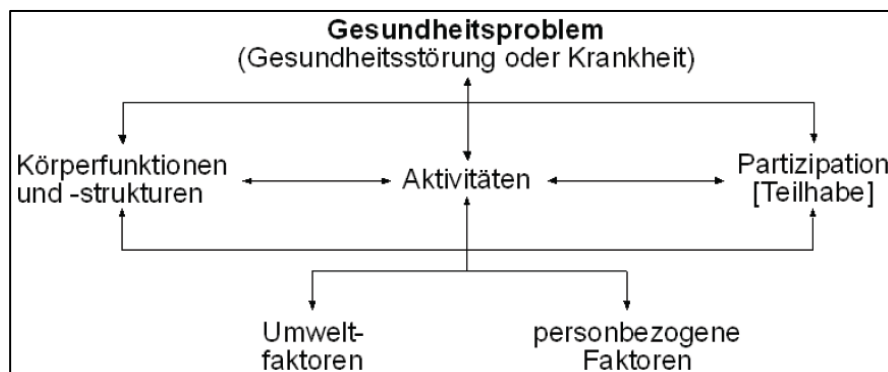 Gesundheitsproblem
(Gesundheitsstörung oder Krankheit)
Körperfunktionen
und -strukturen
Aktivitäten
Partizipation
[Teilhabe]
Umwelt-
faktoren
personbezogene
Faktoren